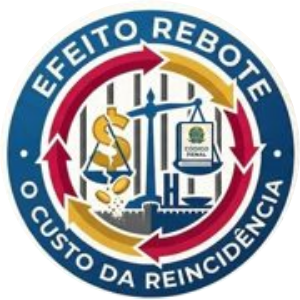 EFEITO REBOTE
$
CÓDIGO
PENAL
• O CUSTO DA REINCIDÊNCIA •